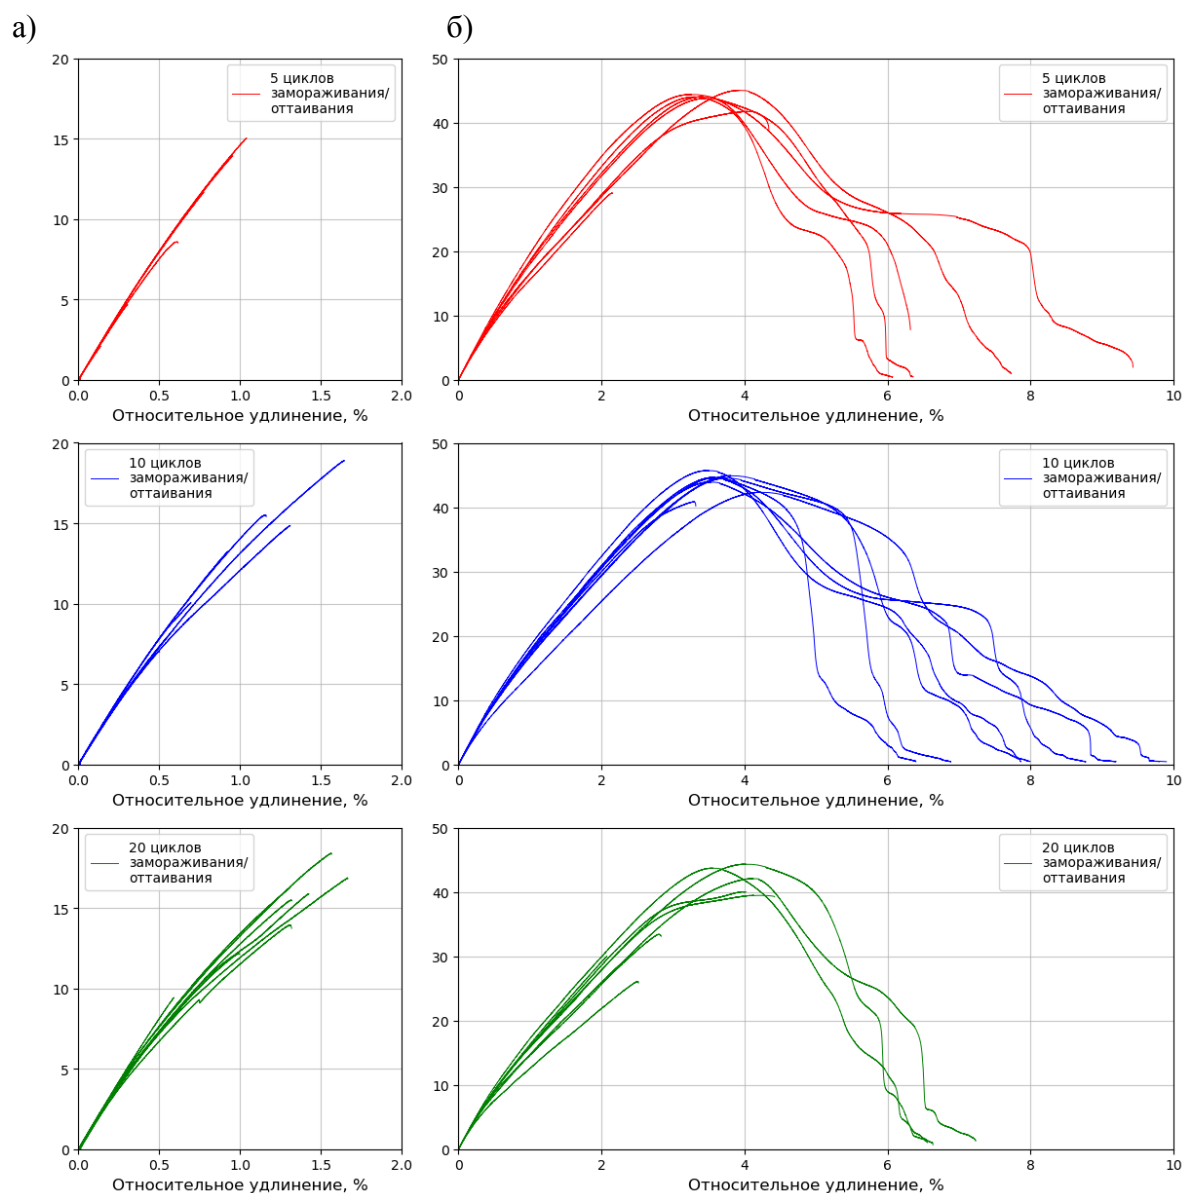 а)
б)
20
15
10
5
0
0.0 0.5 1.0 1.5 2.0
Относительное удлинение, %
5 циклов
замораживания/
оттаивания
50
40
30
20
10
0
0 2 4 6 8 10
Относительное удлинение, %
5 циклов
замораживания/
оттаивания
20
15
10
5
0
0.0 0.5 1.0 1.5 2.0
Относительное удлинение, %
10 циклов
замораживания/
оттаивания
50
40
30
20
10
0
0 2 4 6 8 10
Относительное удлинение, %
10 циклов
замораживания/
оттаивания
20
15
10
5
0
0.0 0.5 1.0 1.5 2.0
Относительное удлинение, %
20 циклов
замораживания/
оттаивания
50
40
30
20
10
0
0 2 4 6 8 10
Относительное удлинение, %
20 циклов
замораживания/
оттаивания